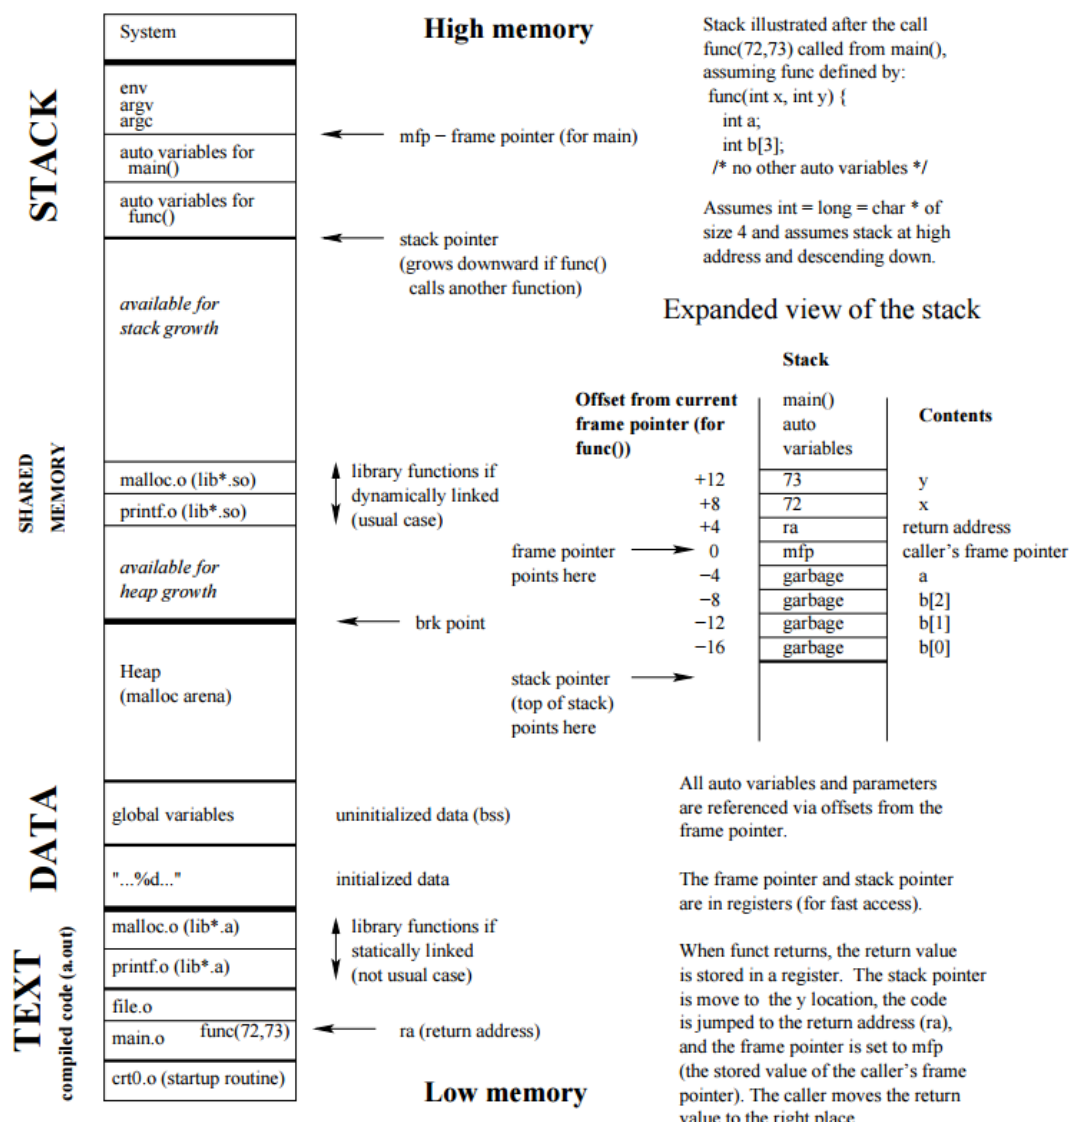 High memory
STACK
System
env
argv
argc
mfp − frame pointer (for main)
auto variables for
main()
auto variables for
func()
stack pointer
(grows downward if func()
calls another function)
available for
stack growth
SHARED
MEMORY
malloc.o (lib*.so)
printf.o (lib*.so)
library functions if
dynamically linked
(usual case)
available for
heap growth
brk point
Heap
(malloc arena)
DATA
global variables
uninitialized data (bss)
"...%d..."
initialized data
TEXT
compiled code (a.out)
malloc.o (lib*.a)
printf.o (lib*.a)
library functions if
statically linked
(not usual case)
file.o
main.o func(72,73)
ra (return address)
crt0.o (startup routine)
Low memory
Stack illustrated after the call
func(72,73) called from main(),
assuming func defined by:
func(int x, int y) {
int a;
int b[3];
/* no other auto variables */
Assumes int = long = char * of
size 4 and assumes stack at high
address and descending down.
Expanded view of the stack
Stack
Offset from current
frame pointer (for
func())
main()
auto
variables
Contents
+12 73 y
+8 72 x
+4 ra return address
0 mfp caller's frame pointer
−4 garbage a
−8 garbage b[2]
−12 garbage b[1]
−16 garbage b[0]
frame pointer
points here
stack pointer
(top of stack)
points here
All auto variables and parameters
are referenced via offsets from the
frame pointer.
The frame pointer and stack pointer
are in registers (for fast access).
When funct returns, the return value
is stored in a register. The stack pointer
is move to the y location, the code
is jumped to the return address (ra),
and the frame pointer is set to mfp
(the stored value of the caller's frame
pointer). The caller moves the return
value to the right place